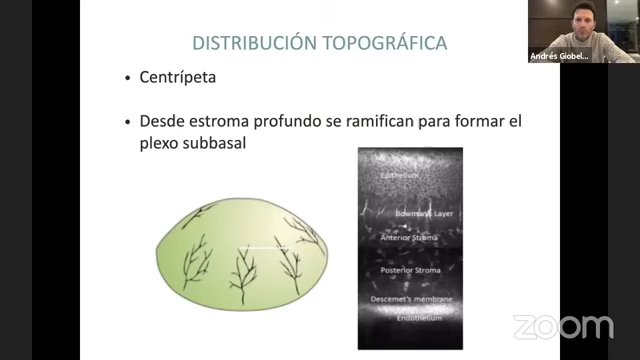 DISTRIBUCIÓN TOPOGRÁFICA
• Centrípeta
• Desde estroma profundo se ramifican para formar el
plexo subbasal
Epithelium
Bowman's Layer
Anterior Stroma
Posterior Stroma
Descemet's membrane
Endothelium
Andrés Giobel...
zoom